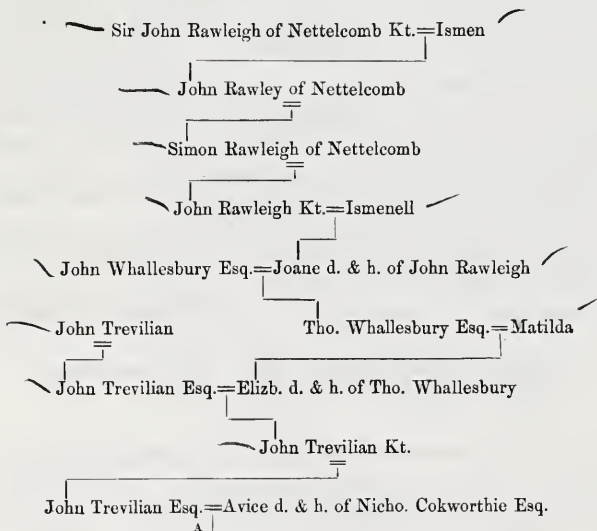 Sir John Rawleigh of Nettelcomb Kt.=Ismen
John Rawley of Nettelcomb
=
Simon Rawleigh of Nettelcomb
=
John Rawleigh Kt.=Ismenell
John Whallesbury Esq.=Joane d. & h. of John Rawleigh
John Trevilian Tho. Whallesbury Esq.=Matilda
=
John Trevilian Esq.=Elizb. d. & h. of Tho. Whallesbury
John Trevilian Kt.
=
John Trevilian Esq.=Avice d. & h. of Nicho. Cokworthie Esq.
A